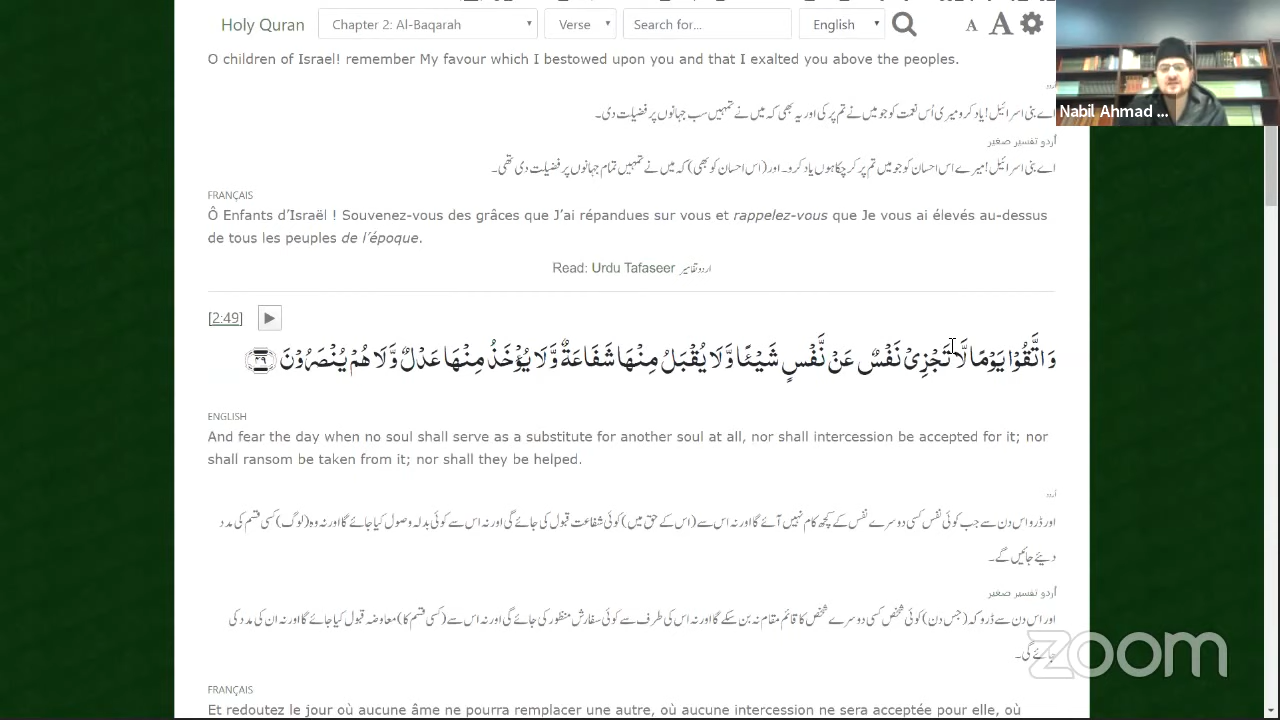 Holy Quran
Chapter 2: Al-Baqarah
Verse
Search for...
English
A A
Nabil Ahmad ...
O children of Israel! remember My favour which I bestowed upon you and that I exalted you above the peoples.
اردو
اے بنی اسرائیل! یاد کرو میری اُس نعمت کو جو میں نے تم پر کی اور یہ بھی کہ میں نے تمہیں سب جہانوں پر فضیلت دی۔
اُردو تفسیر صغیر
اے بنی اسرائیل! میرے اس احسان کو جو میں تم پر کر چکا ہوں یاد کرو۔ اور (اس احسان کو بھی) کہ میں نے تمہیں تمام جہانوں پر فضیلت دی تھی۔
FRANÇAIS
Ô Enfants d’Israël ! Souvenez-vous des grâces que J’ai répandues sur vous et rappelez-vous que Je vous ai élevés au-dessus
de tous les peuples de l’époque.
Read: Urdu Tafaseer اردو تفاسیر
[2:49]
وَ اتَّقُوْا يَوْمًا لَّا تَجْزِيْ نَفْسٌ عَنْ نَّفْسٍ شَيْـًٔا وَّ لَا يُقْبَلُ مِنْهَا شَفَاعَةٌ وَّ لَا يُؤْخَذُ مِنْهَا عَدْلٌ وَّ لَا هُمْ يُنْصَرُوْنَ ﴿۴۹﴾
ENGLISH
And fear the day when no soul shall serve as a substitute for another soul at all, nor shall intercession be accepted for it; nor
shall ransom be taken from it; nor shall they be helped.
اردو
اور ڈرو اس دن سے جب کوئی نفس کسی دوسرے نفس کے کچھ کام نہیں آئے گا اور نہ اس سے (اس کے حق میں) کوئی شفاعت قبول کی جائے گی اور نہ اس سے کوئی بدلہ وصول کیا جائے گا اور نہ وہ (لوگ) کسی قسم کی مدد
دیئے جائیں گے۔
اُردو تفسیر صغیر
اور اس دن سے ڈرو کہ (جس دن) کوئی شخص کسی دوسرے شخص کا قائم مقام نہ بن سکے گا اور نہ اس کی طرف سے کوئی سفارش منظور کی جائے گی اور نہ اس سے (کسی قسم کا) معاوضہ قبول کیا جائے گا اور نہ ان کی مدد کی
جائے گی۔
zoom
FRANÇAIS
Et redoutez le jour où aucune âme ne pourra remplacer une autre, où aucune intercession ne sera acceptée pour elle, où